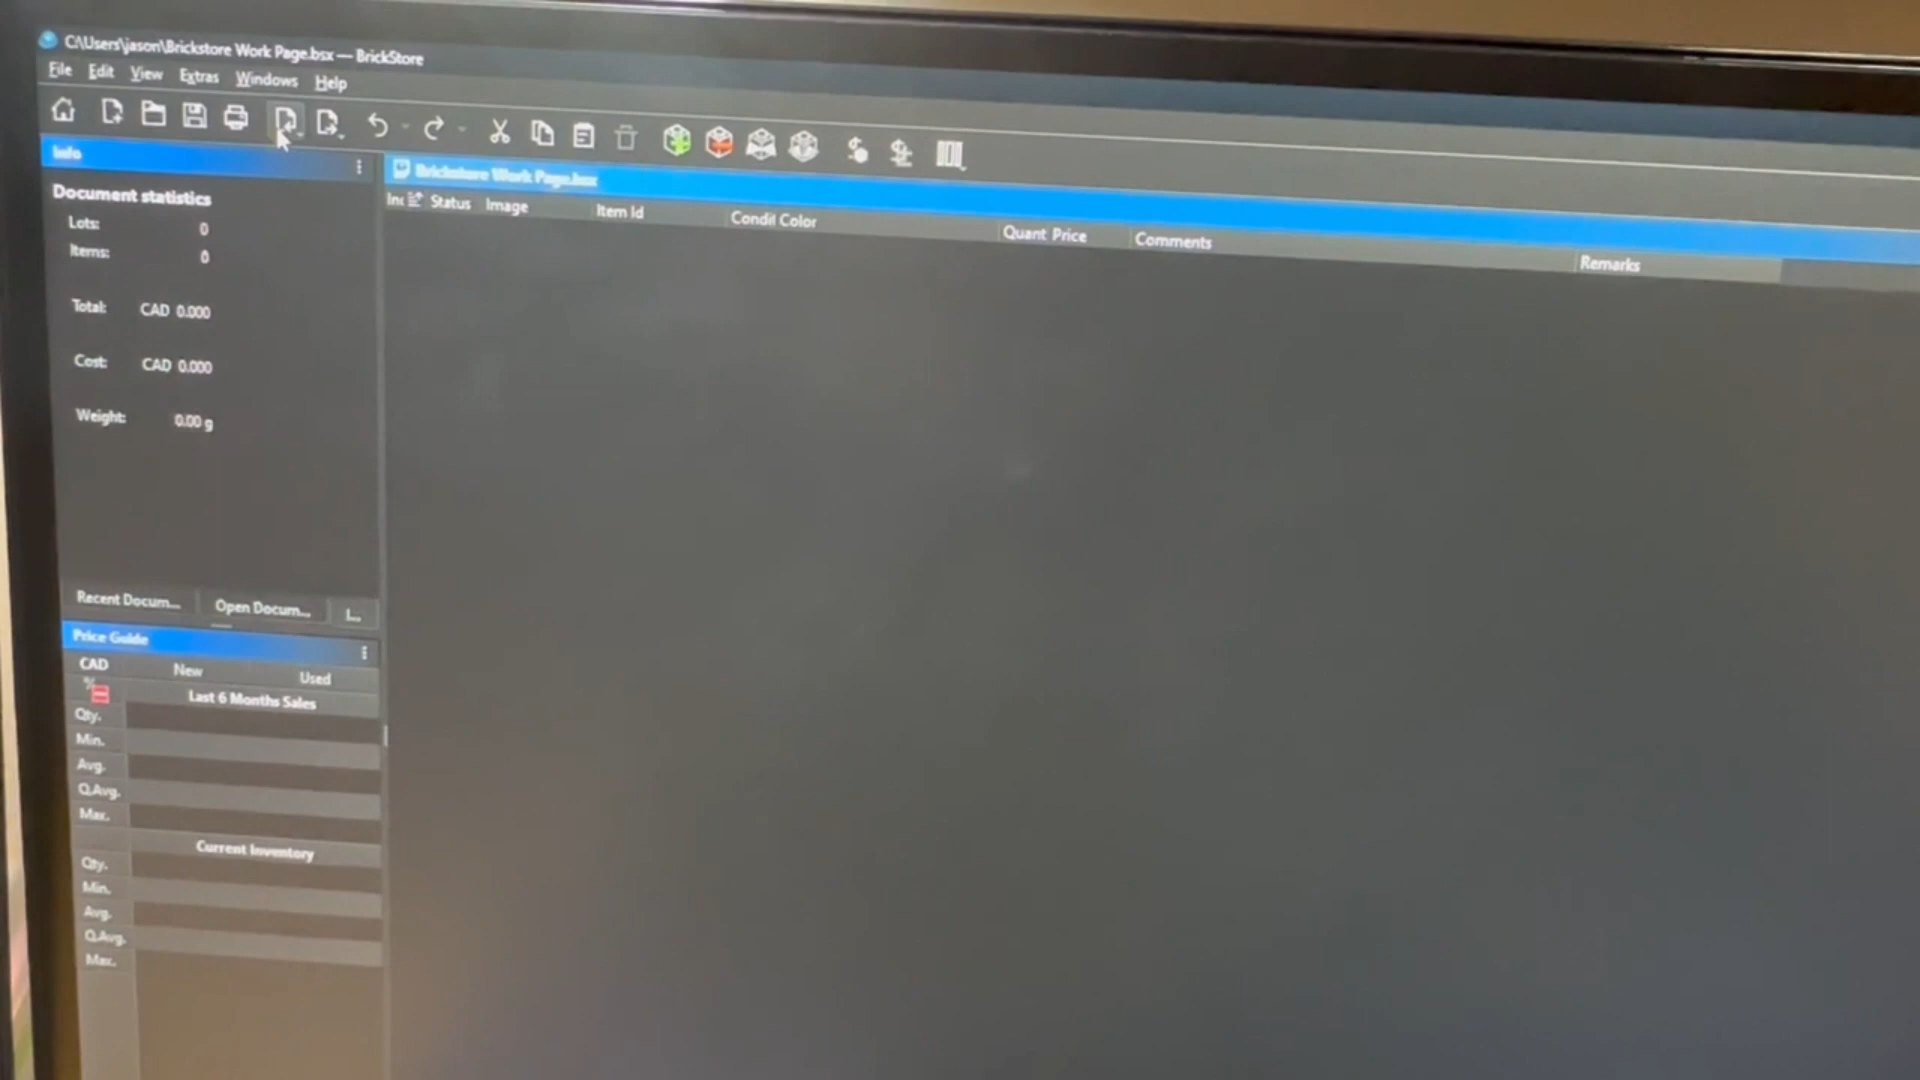 C:\Users\jason\Brickstore Work Page.bsx — BrickStore
File Edit View Extras Windows Help
Info
Brickstore Work Page.bsx
Document statistics
Inc Status Image Item Id Condit Color Quant Price Comments Remarks
Lots: 0
Items: 0
Total: CAD 0.000
Cost: CAD 0.000
Weight: 0.00 g
Recent Docum... Open Docum... I...
Price Guide
CAD New Used
% Last 6 Months Sales
Qty.
Min.
Avg.
Q.Avg.
Max.
Current Inventory
Qty.
Min.
Avg.
Q.Avg.
Max.